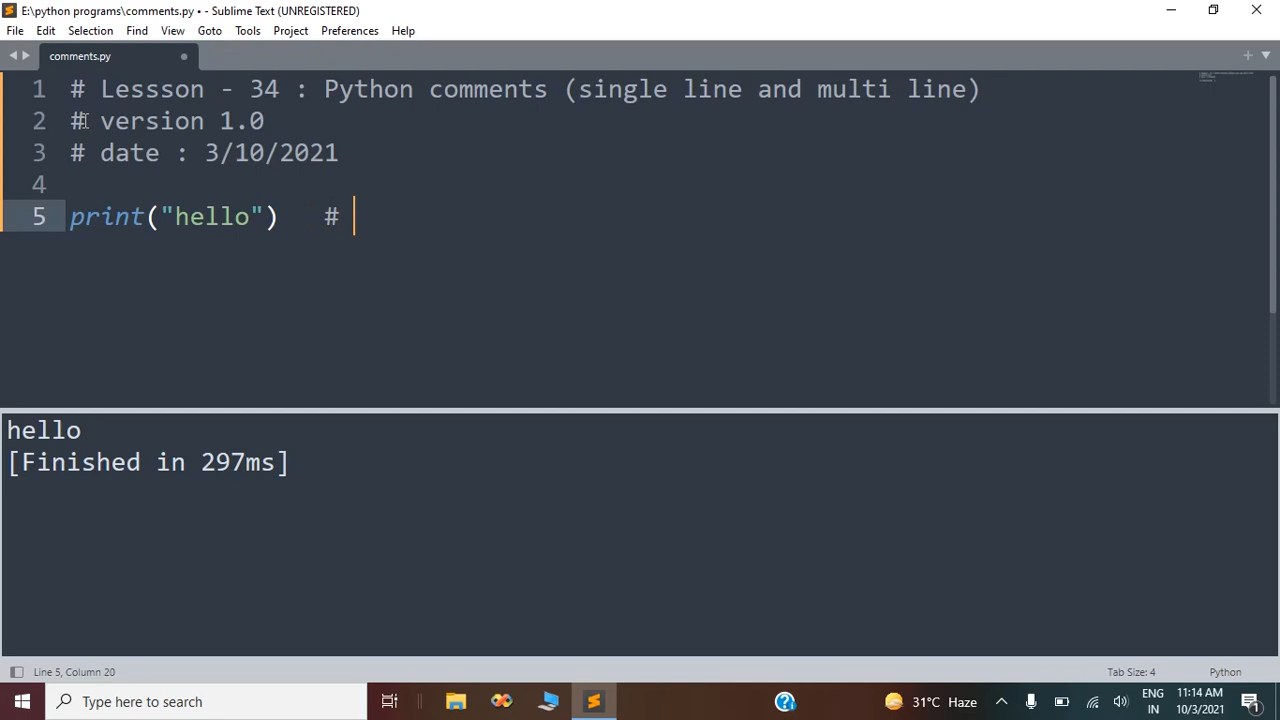 E:\python programs\comments.py • - Sublime Text (UNREGISTERED)
File Edit Selection Find View Goto Tools Project Preferences Help
comments.py
1 # Lessson - 34 : Python comments (single line and multi line)
2 # version 1.0
3 # date : 3/10/2021
4
5 print("hello")   #
hello
[Finished in 297ms]
Line 5, Column 20 Tab Size: 4 Python
Type here to search 31°C Haze ENG IN 11:14 AM 10/3/2021 1